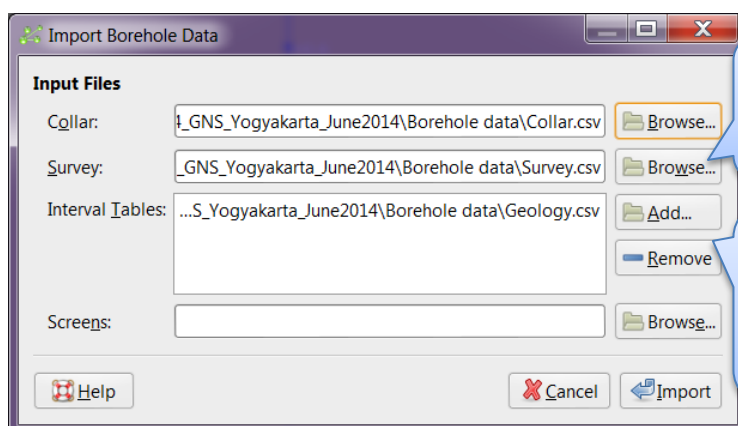 Import Borehole Data
Input Files
Collar: 4_GNS_Yogyakarta_June2014\Borehole data\Collar.csv Browse...
Survey: _GNS_Yogyakarta_June2014\Borehole data\Survey.csv Browse...
Interval Tables: ...S_Yogyakarta_June2014\Borehole data\Geology.csv Add...
Remove
Screens: Browse...
Help Cancel Import